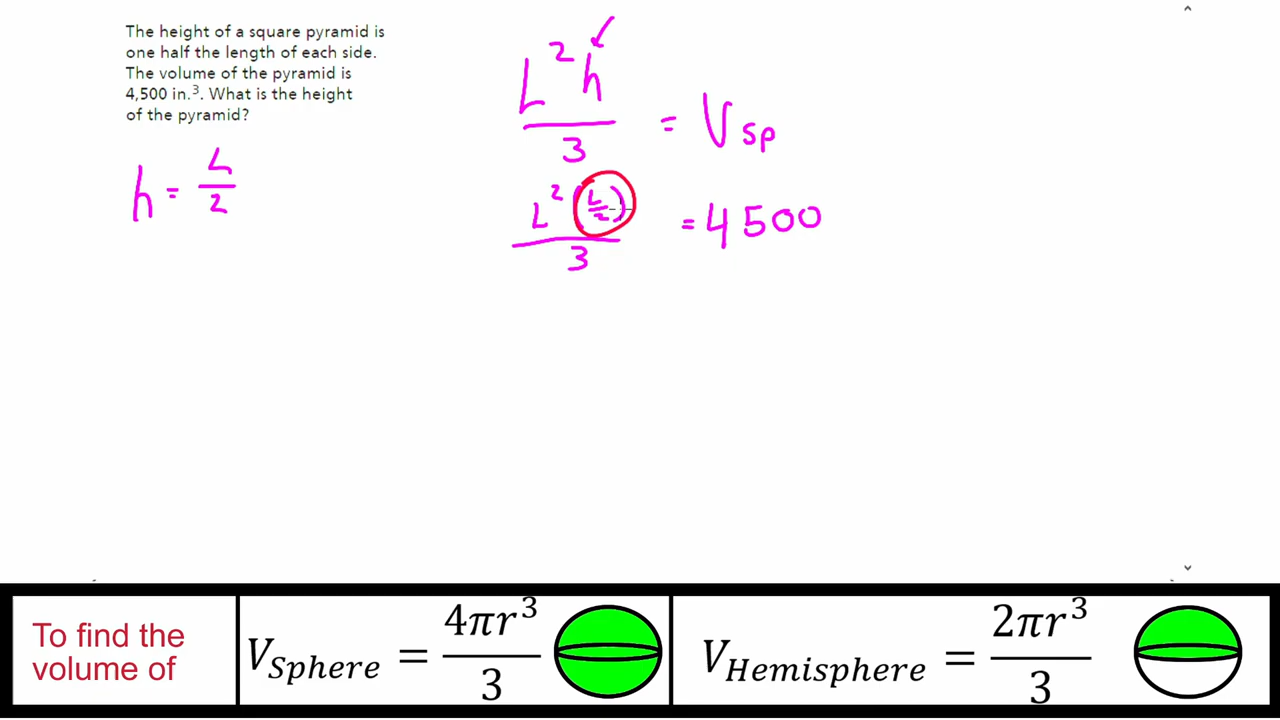 The height of a square pyramid is
one half the length of each side.
The volume of the pyramid is
4,500 in.³. What is the height
of the pyramid?
h = L/2
L²h/3 = Vsp
L²(L/2)/3 = 4500
To find the
volume of
V_Sphere = 4πr³/3
V_Hemisphere = 2πr³/3